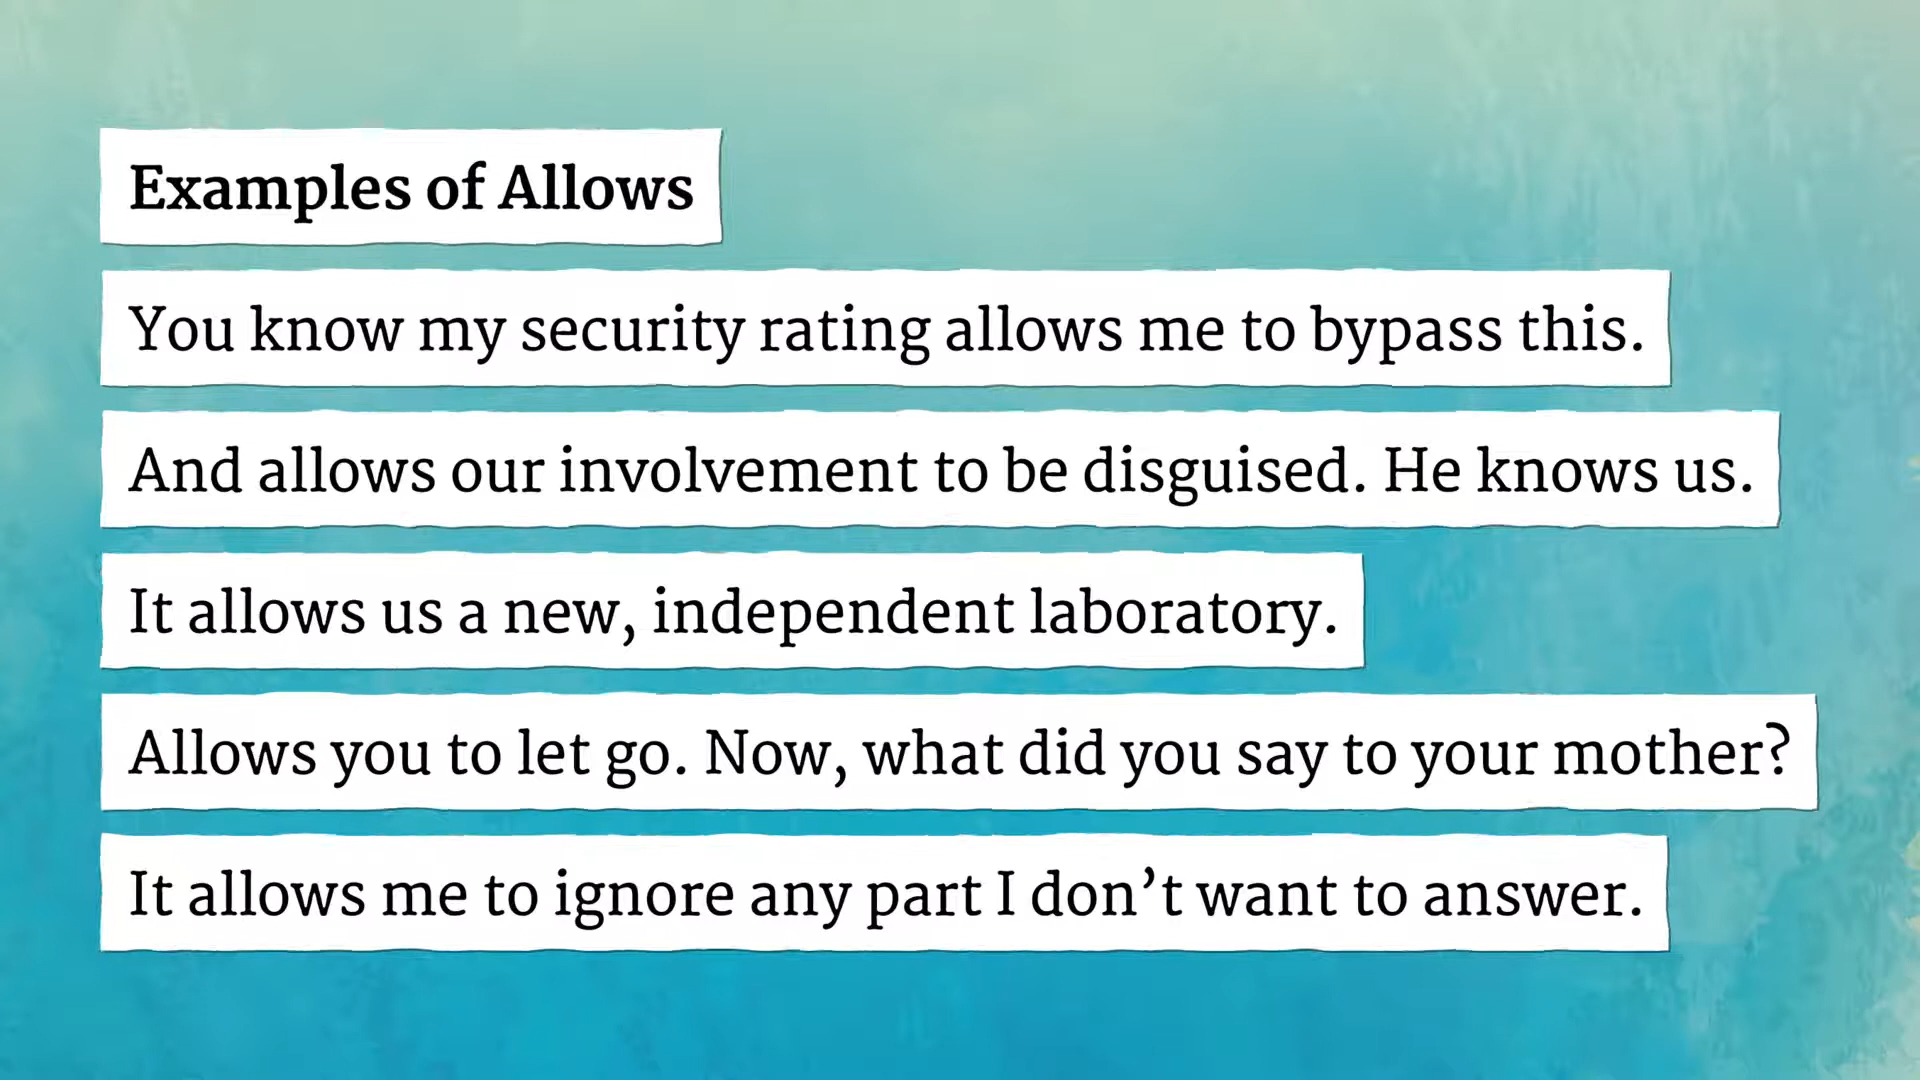 Examples of Allows
You know my security rating allows me to bypass this.
And allows our involvement to be disguised. He knows us.
It allows us a new, independent laboratory.
Allows you to let go. Now, what did you say to your mother?
It allows me to ignore any part I don’t want to answer.